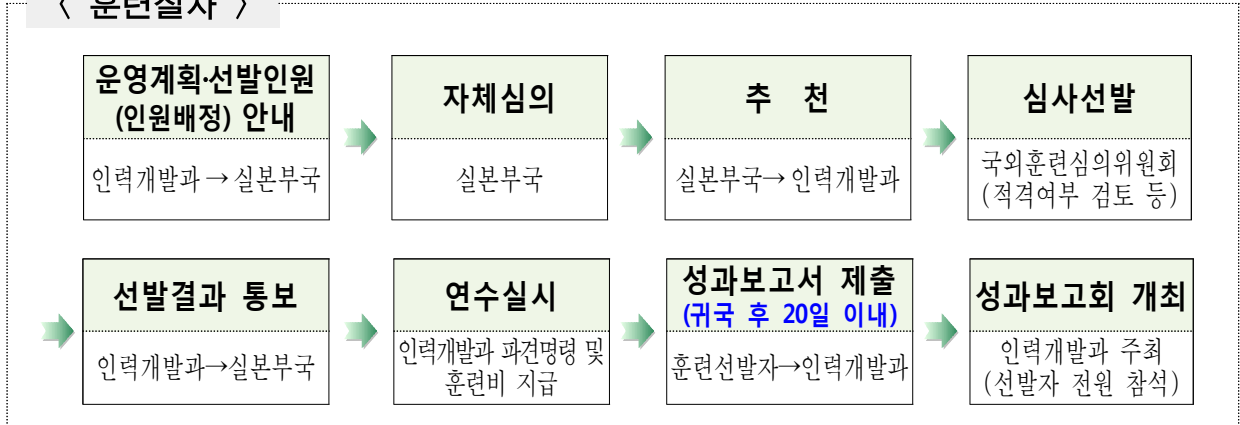 < 훈련절차 >
운영계획·선발인원
(인원배정) 안내
인력개발과 → 실본부국
자체심의
실본부국
추 천
실본부국→ 인력개발과
심사선발
국외훈련심의위원회
(적격여부 검토 등)
선발결과 통보
인력개발과→실본부국
연수실시
인력개발과 파견명령 및
훈련비 지급
성과보고서 제출
(귀국 후 20일 이내)
훈련선발자→인력개발과
성과보고회 개최
인력개발과 주최
(선발자 전원 참석)